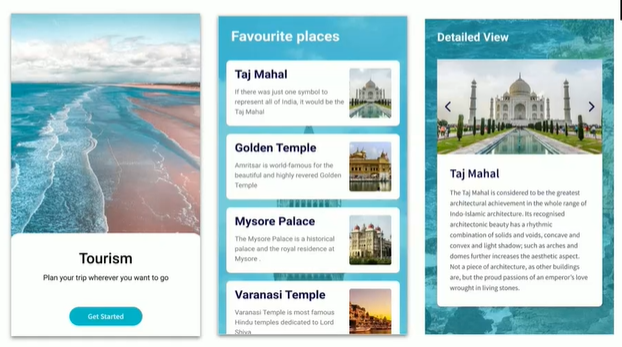 Tourism
Plan your trip wherever you want to go
Get Started
Favourite places
Taj Mahal
If there was just one symbol to
represent all of India, it would be the
Taj Mahal
Golden Temple
Amritsar is world-famous for the
beautiful and highly revered Golden
Temple
Mysore Palace
The Mysore Palace is a historical
palace and the royal residence at
Mysore .
Varanasi Temple
Varanasi Temple is most famous
Hindu temples dedicated to Lord
Shiva
Detailed View
Taj Mahal
The Taj Mahal is considered to be the greatest
architectural achievement in the whole range of
Indo-Islamic architecture. Its recognised
architectonic beauty has a rhythmic
combination of solids and voids, concave and
convex and light shadow; such as arches and
domes further increases the aesthetic aspect.
Not a piece of architecture, as other buildings
are, but the proud passions of an emperor's love
wrought in living stones.